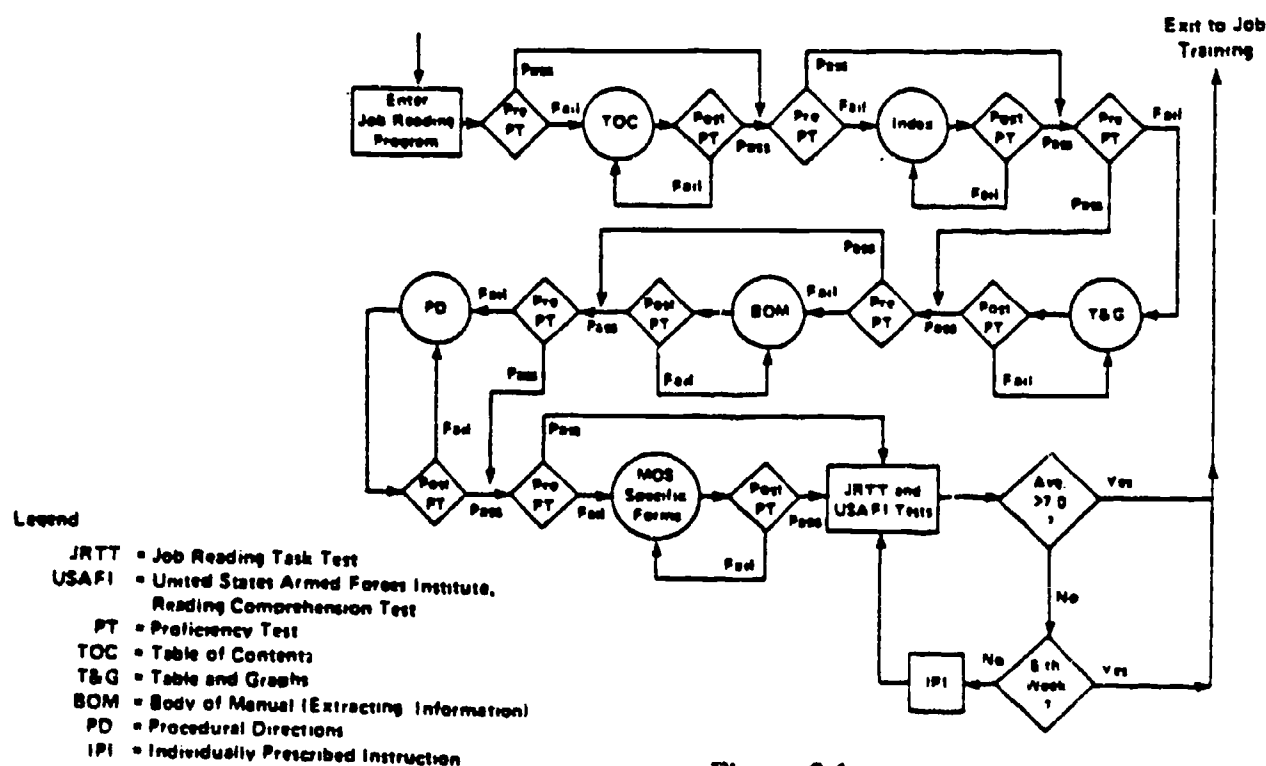 Exit to Job
Training
Enter
Job Reading
Program
Pre
PT
Pass
Fail
TOC
Post
PT
Pass
Fail
Pre
PT
Pass
Fail
Index
Post
PT
Pass
Fail
Pre
PT
Fail
Pass
T&G
Post
PT
Pass
Fail
Pre
PT
Pass
Fail
BOM
Post
PT
Pass
Fail
Pre
PT
Fail
Pass
PD
Post
PT
Fail
Pass
Pre
PT
Pass
Fail
MOS
Specific
Forms
Post
PT
Pass
Fail
JRTT and
USAFI Tests
Avg.
>7.0
?
Yes
No
Week
?
Yes
No
IPI
Legend
JRTT = Job Reading Task Test
USAFI = United States Armed Forces Institute,
Reading Comprehension Test
PT = Proficiency Test
TOC = Table of Contents
T&G = Table and Graphs
BOM = Body of Manual (Extracting Information)
PD = Procedural Directions
IPI = Individually Prescribed Instruction